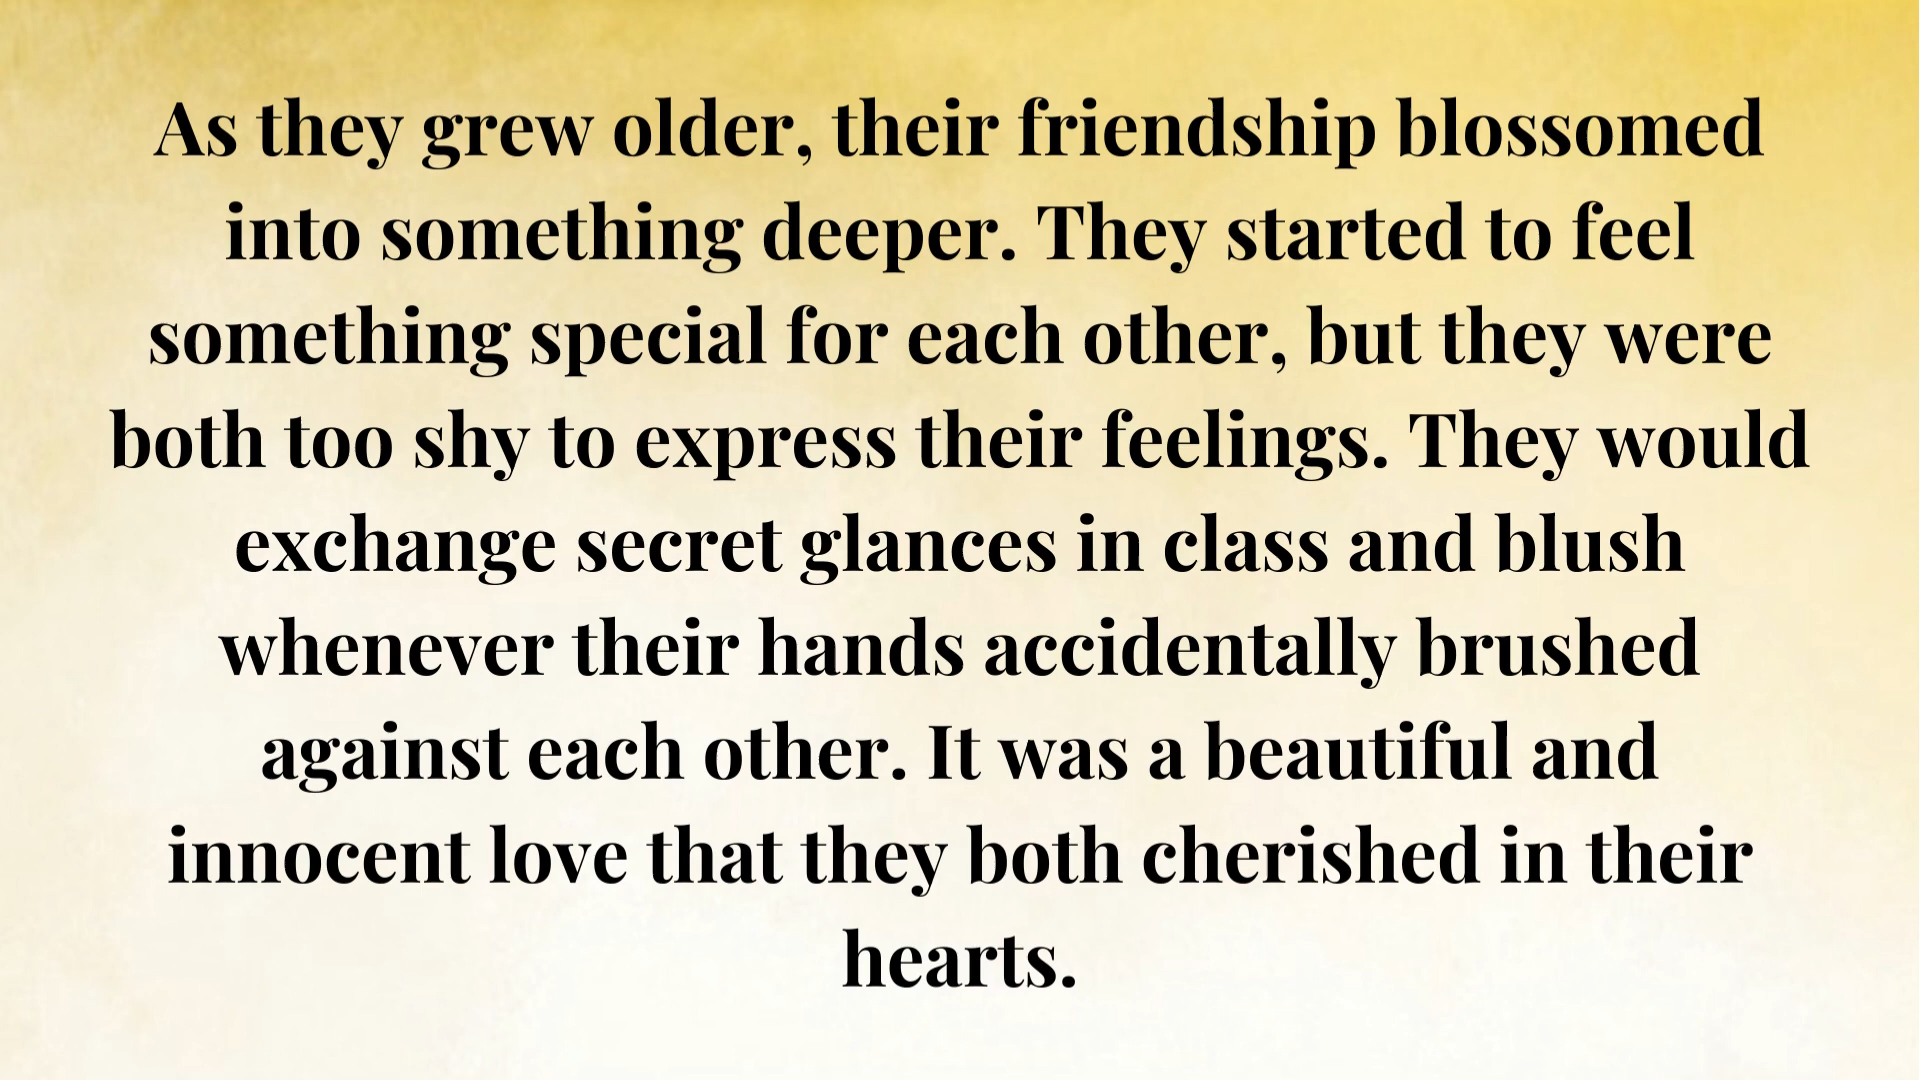 As they grew older, their friendship blossomed
into something deeper. They started to feel
something special for each other, but they were
both too shy to express their feelings. They would
exchange secret glances in class and blush
whenever their hands accidentally brushed
against each other. It was a beautiful and
innocent love that they both cherished in their
hearts.